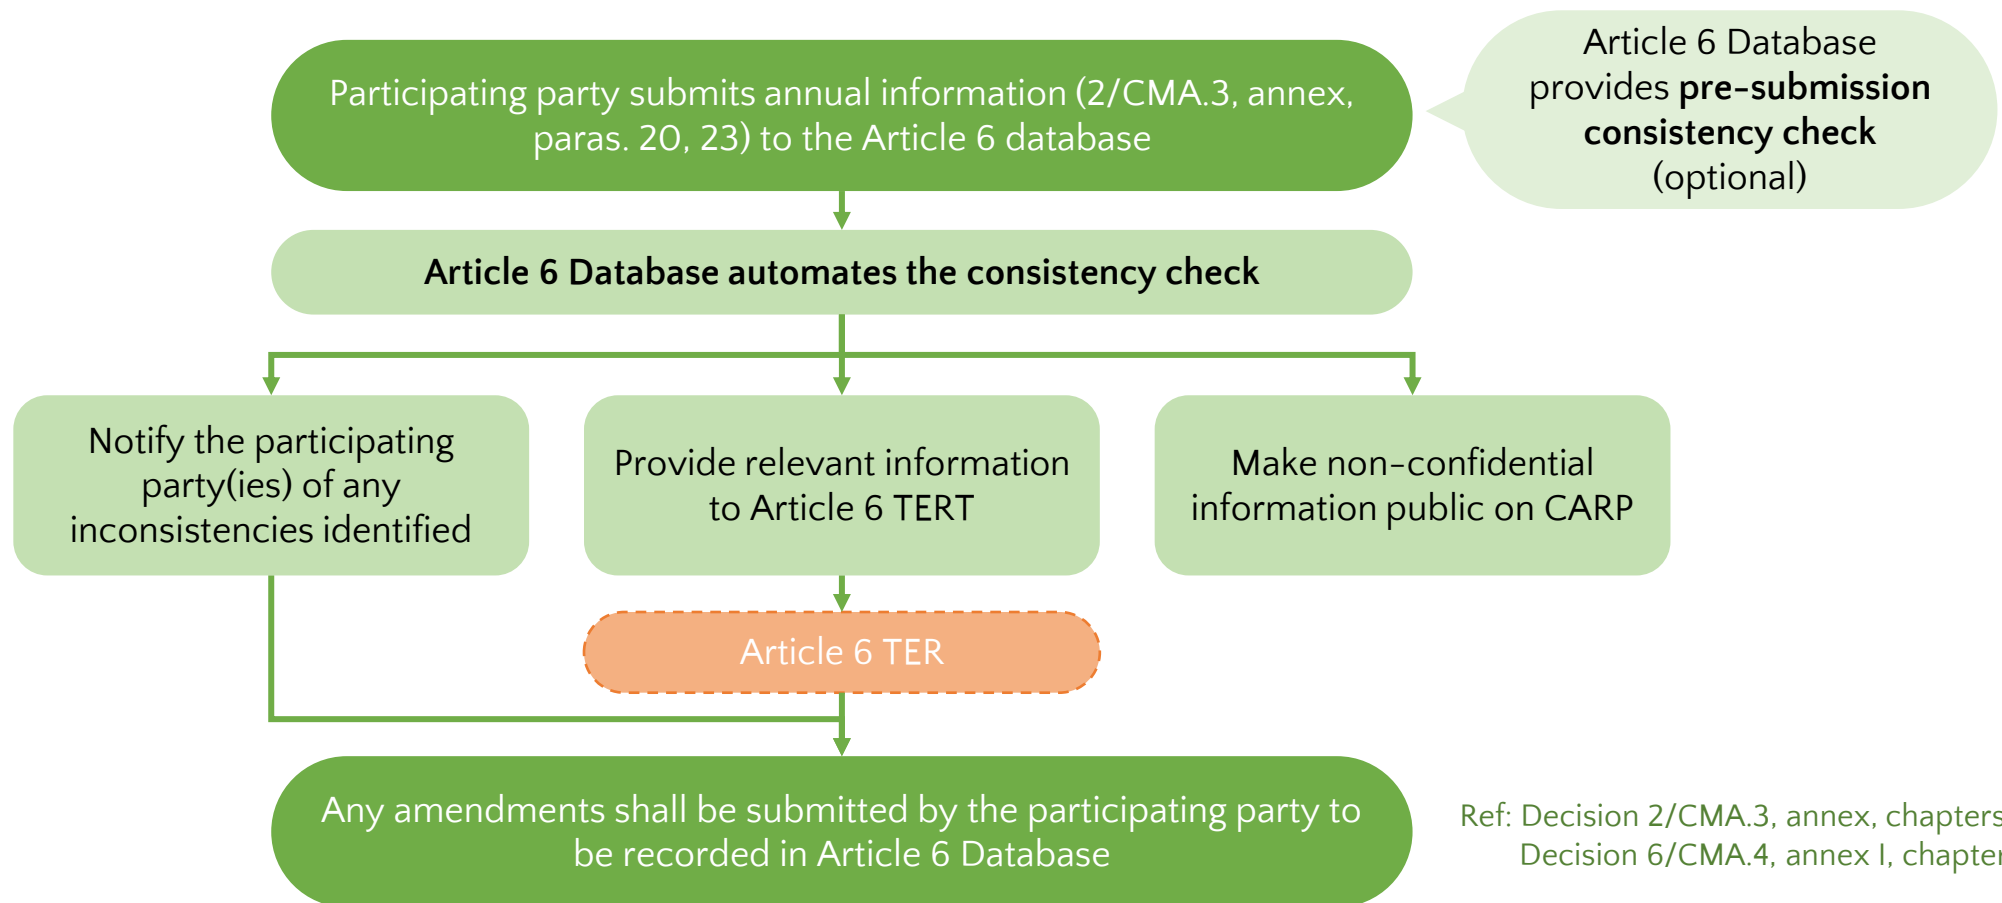 Participating party submits annual information (2/CMA.3, annex,
paras. 20, 23) to the Article 6 database
Article 6 Database
provides pre-submission
consistency check
(optional)
Article 6 Database automates the consistency check
Notify the participating
party(ies) of any
inconsistencies identified
Provide relevant information
to Article 6 TERT
Make non-confidential
information public on CARP
Article 6 TER
Any amendments shall be submitted by the participating party to
be recorded in Article 6 Database
Ref: Decision 2/CMA.3, annex, chapters
Decision 6/CMA.4, annex I, chapter